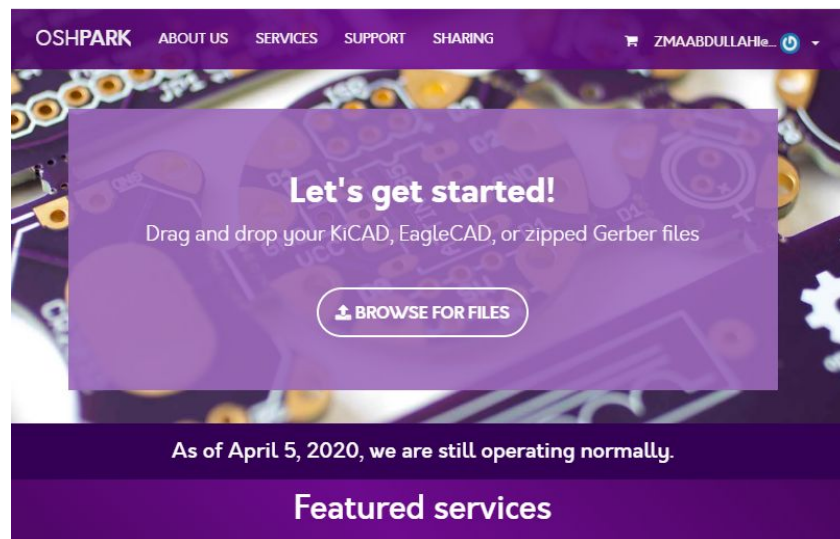 OSHPARK ABOUT US SERVICES SUPPORT SHARING ZMAABDULLAHI@...
Let's get started!
Drag and drop your KiCAD, EagleCAD, or zipped Gerber files
BROWSE FOR FILES
As of April 5, 2020, we are still operating normally.
Featured services